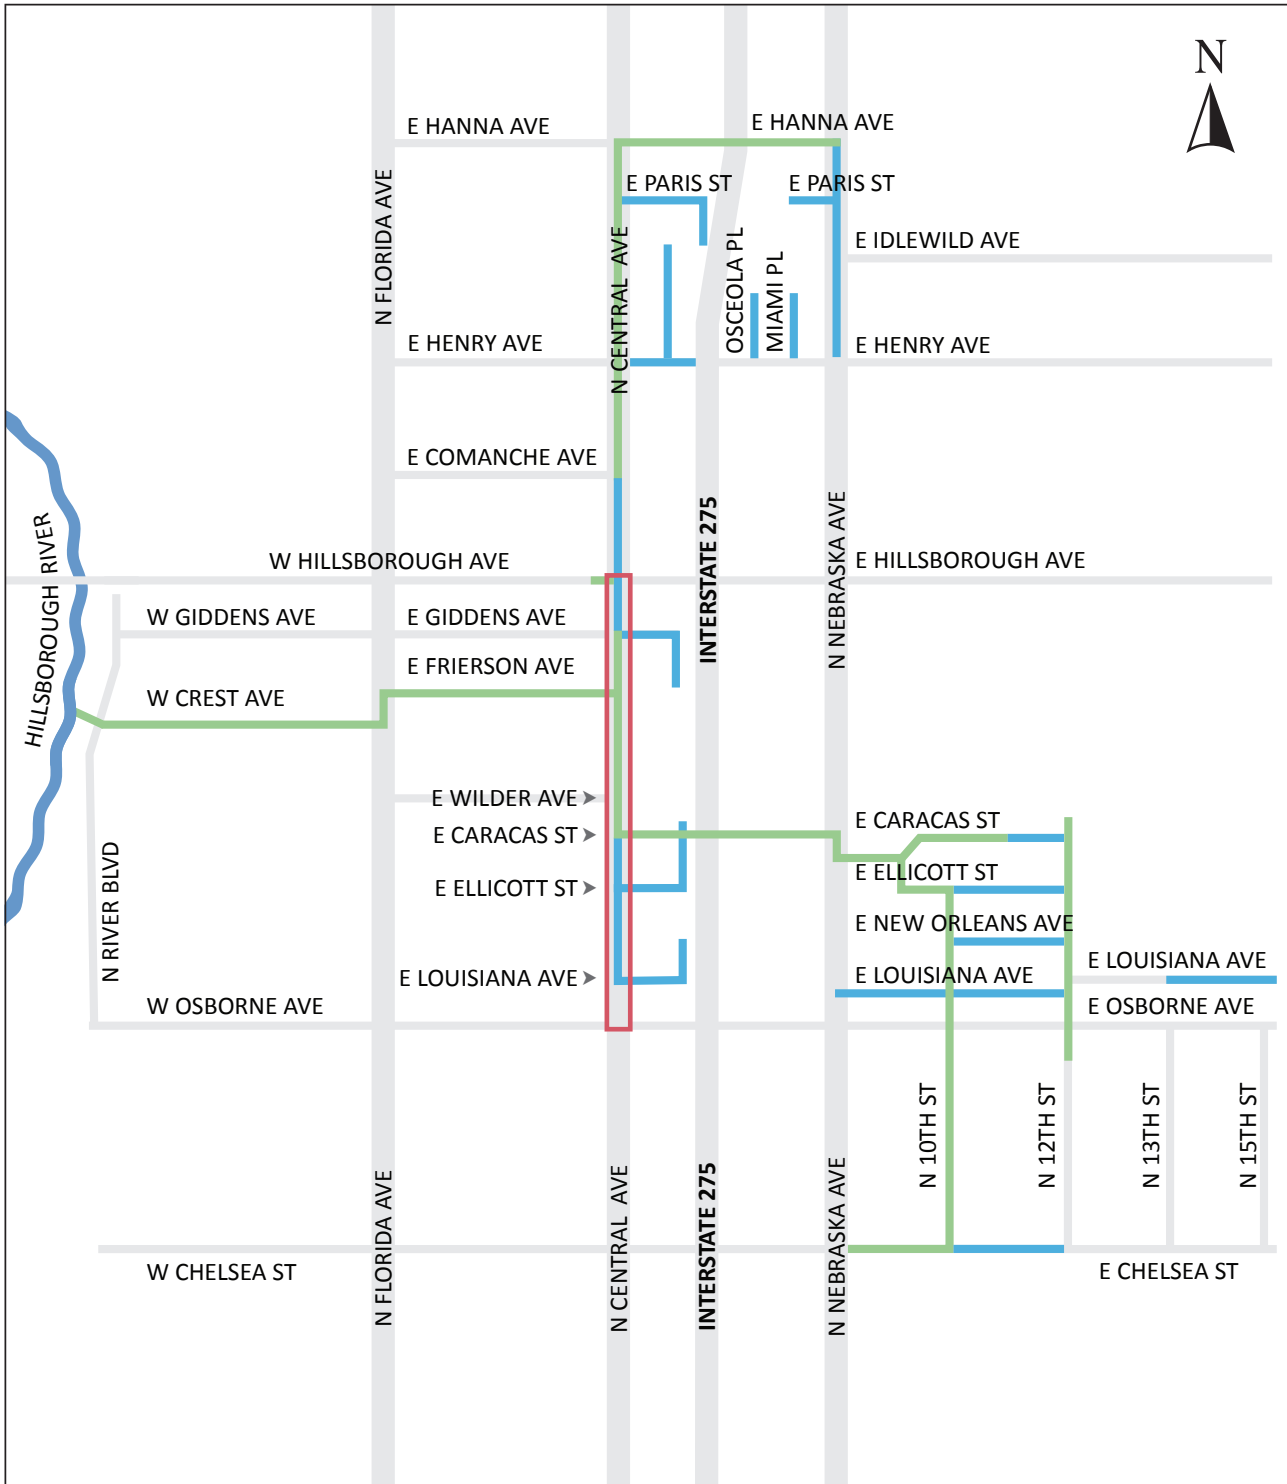 N
E HANNA AVE
E HANNA AVE
E PARIS ST
E PARIS ST
N FLORIDA AVE
N CENTRAL AVE
OSCEOLA PL
MIAMI PL
E IDLEWILD AVE
E HENRY AVE
E HENRY AVE
E COMANCHE AVE
HILLSBOROUGH RIVER
W HILLSBOROUGH AVE
INTERSTATE 275
N NEBRASKA AVE
E HILLSBOROUGH AVE
W GIDDENS AVE
E GIDDENS AVE
E FRIERSON AVE
W CREST AVE
E WILDER AVE
E CARACAS ST
E CARACAS ST
E ELLICOTT ST
E ELLICOTT ST
N RIVER BLVD
E NEW ORLEANS AVE
E LOUISIANA AVE
E LOUISIANA AVE
E LOUISIANA AVE
W OSBORNE AVE
E OSBORNE AVE
N 10TH ST
N 12TH ST
N 13TH ST
N 15TH ST
N FLORIDA AVE
N CENTRAL AVE
INTERSTATE 275
N NEBRASKA AVE
W CHELSEA ST
E CHELSEA ST